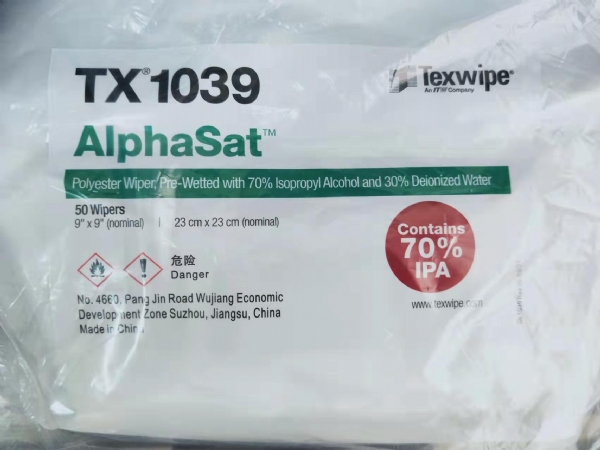 TX® 1039
Texwipe®
An ITW Company
AlphaSat™
Polyester Wiper, Pre-Wetted with 70% Isopropyl Alcohol and 30% Deionized Water
50 Wipers
9" x 9" (nominal) | 23 cm x 23 cm (nominal)
Contains
70%
IPA
危险
Danger
www.texwipe.com
No. 4660, Pang Jin Road Wujiang Economic
Development Zone Suzhou, Jiangsu, China
Made in China